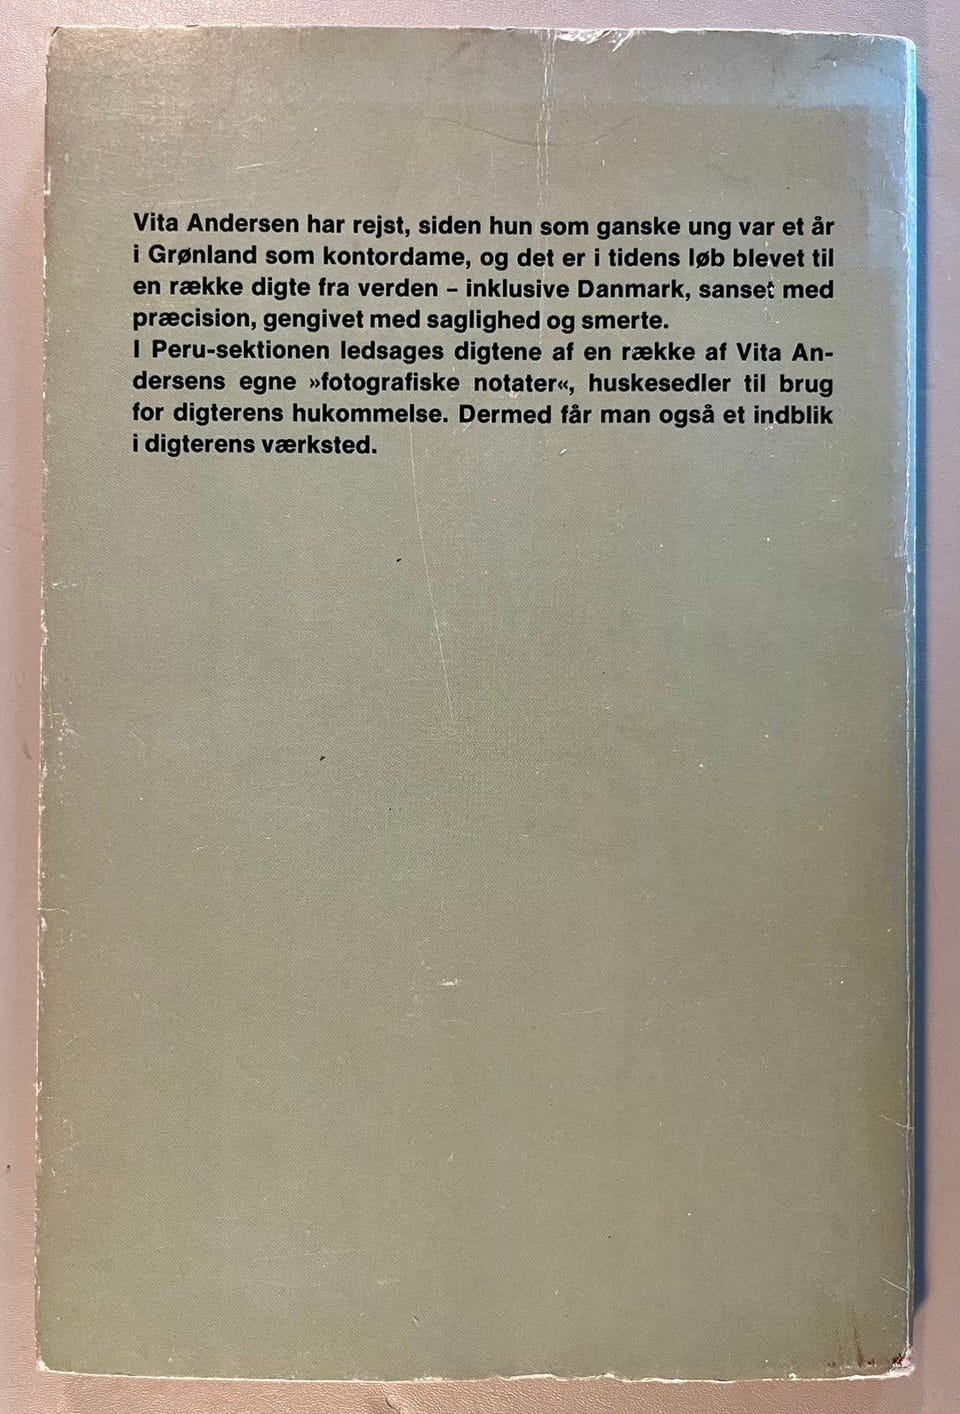 Vita Andersen har rejst, siden hun som ganske ung var et år
i Grønland som kontordame, og det er i tidens løb blevet til
en række digte fra verden – inklusive Danmark, sanset med
præcision, gengivet med saglighed og smerte.
I Peru-sektionen ledsages digtene af en række af Vita An-
dersens egne »fotografiske notater«, huskesedler til brug
for digterens hukommelse. Dermed får man også et indblik
i digterens værksted.